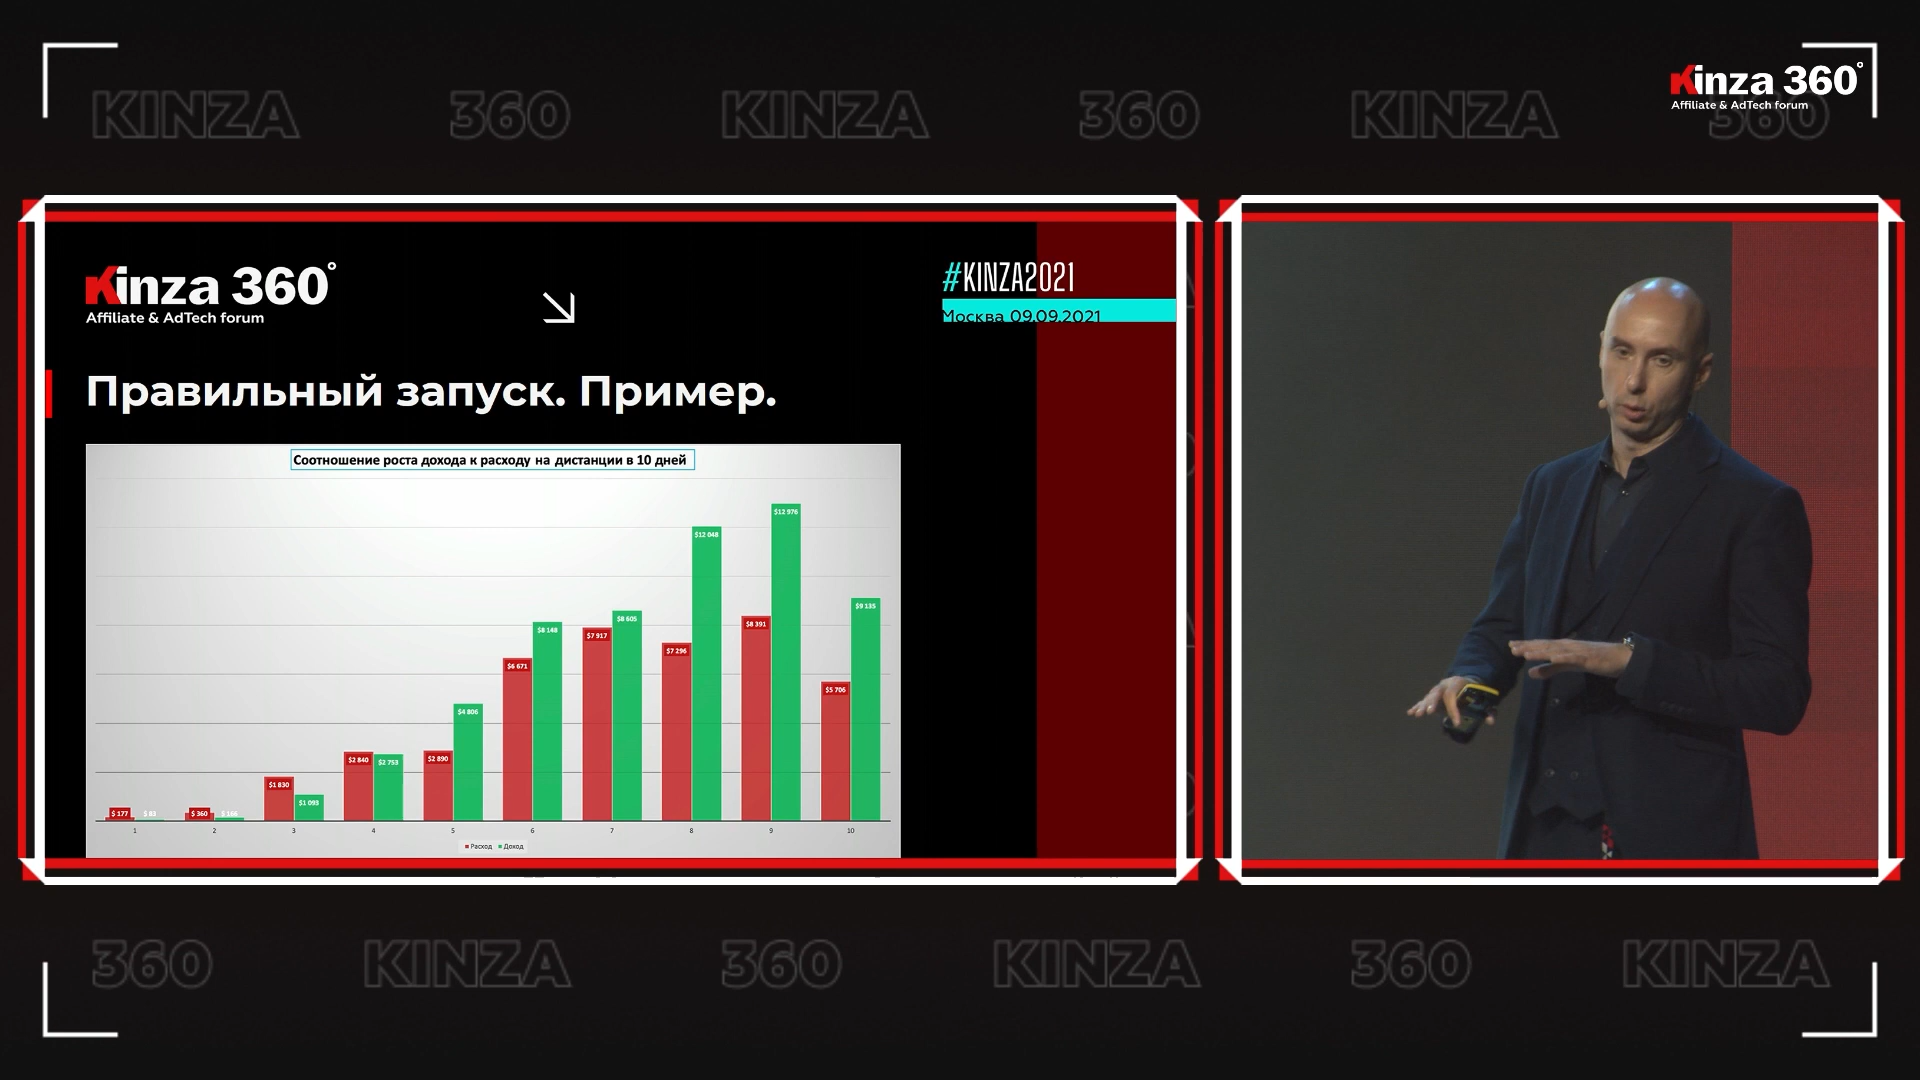 KINZA 360 KINZA 360 KINZA 360
Kinza 360°
Affiliate & AdTech forum
Kinza 360°
Affiliate & AdTech forum
#KINZA2021
Москва 09.09.2021
Правильный запуск. Пример.
Соотношение роста дохода к расходу на дистанции в 10 дней
$12 976
$12 048
$9 135
$8 605
$8 148
$8 391
$7 917
$7 296
$6 671
$5 706
$4 806
$2 840 $2 753 $2 890
$1 830
$1 093
$ 177 $ 83 $ 360 $ 166
1 2 3 4 5 6 7 8 9 10
Расход Доход
360 KINZA 360 KINZA 360 KINZA